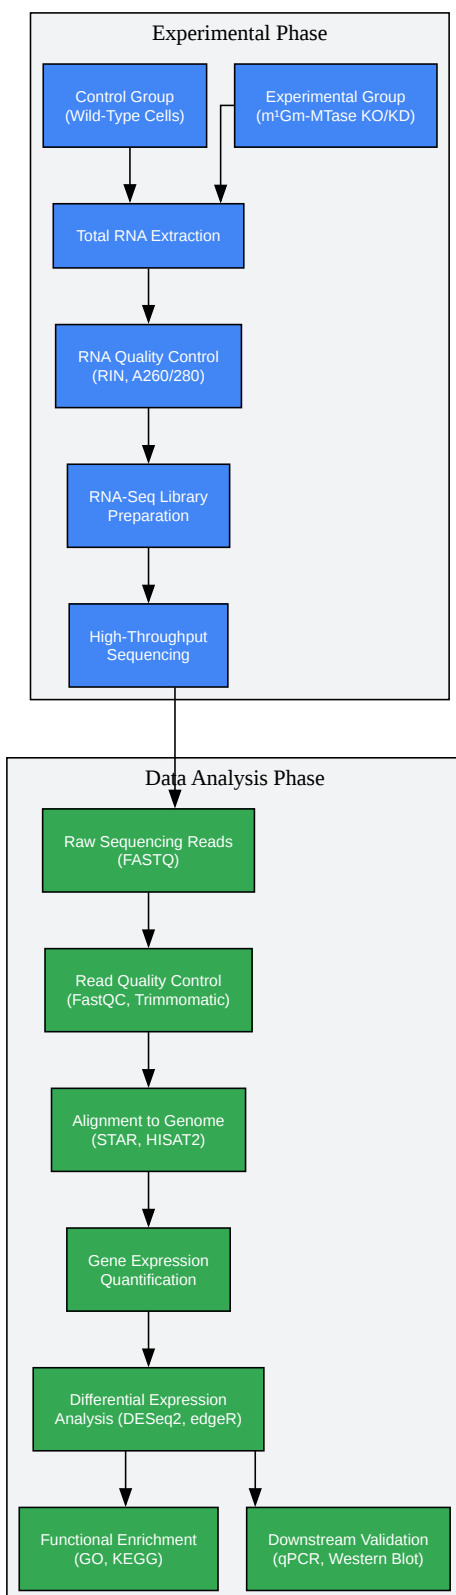 Experimental Phase
Control Group
(Wild-Type Cells)
Experimental Group
(m¹Gm-MTase KO/KD)
Total RNA Extraction
RNA Quality Control
(RIN, A260/280)
RNA-Seq Library
Preparation
High-Throughput
Sequencing
Data Analysis Phase
Raw Sequencing Reads
(FASTQ)
Read Quality Control
(FastQC, Trimmomatic)
Alignment to Genome
(STAR, HISAT2)
Gene Expression
Quantification
Differential Expression
Analysis (DESeq2, edgeR)
Functional Enrichment
(GO, KEGG)
Downstream Validation
(qPCR, Western Blot)